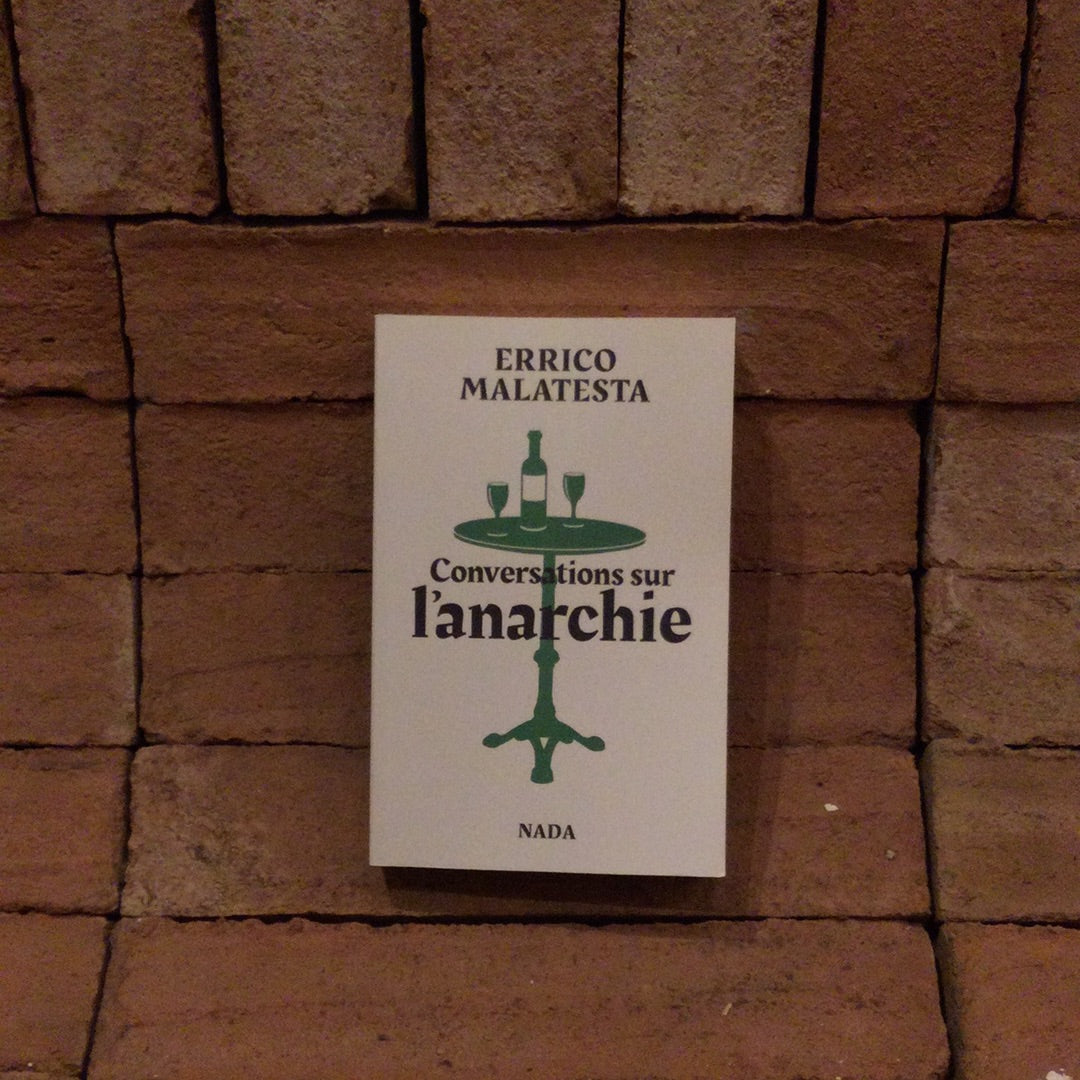 ERRICO
MALATESTA
Conversations sur
l'anarchie
NADA